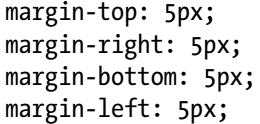 margin-top: 5px;
margin-right: 5px;
margin-bottom: 5px;
margin-left: 5px;